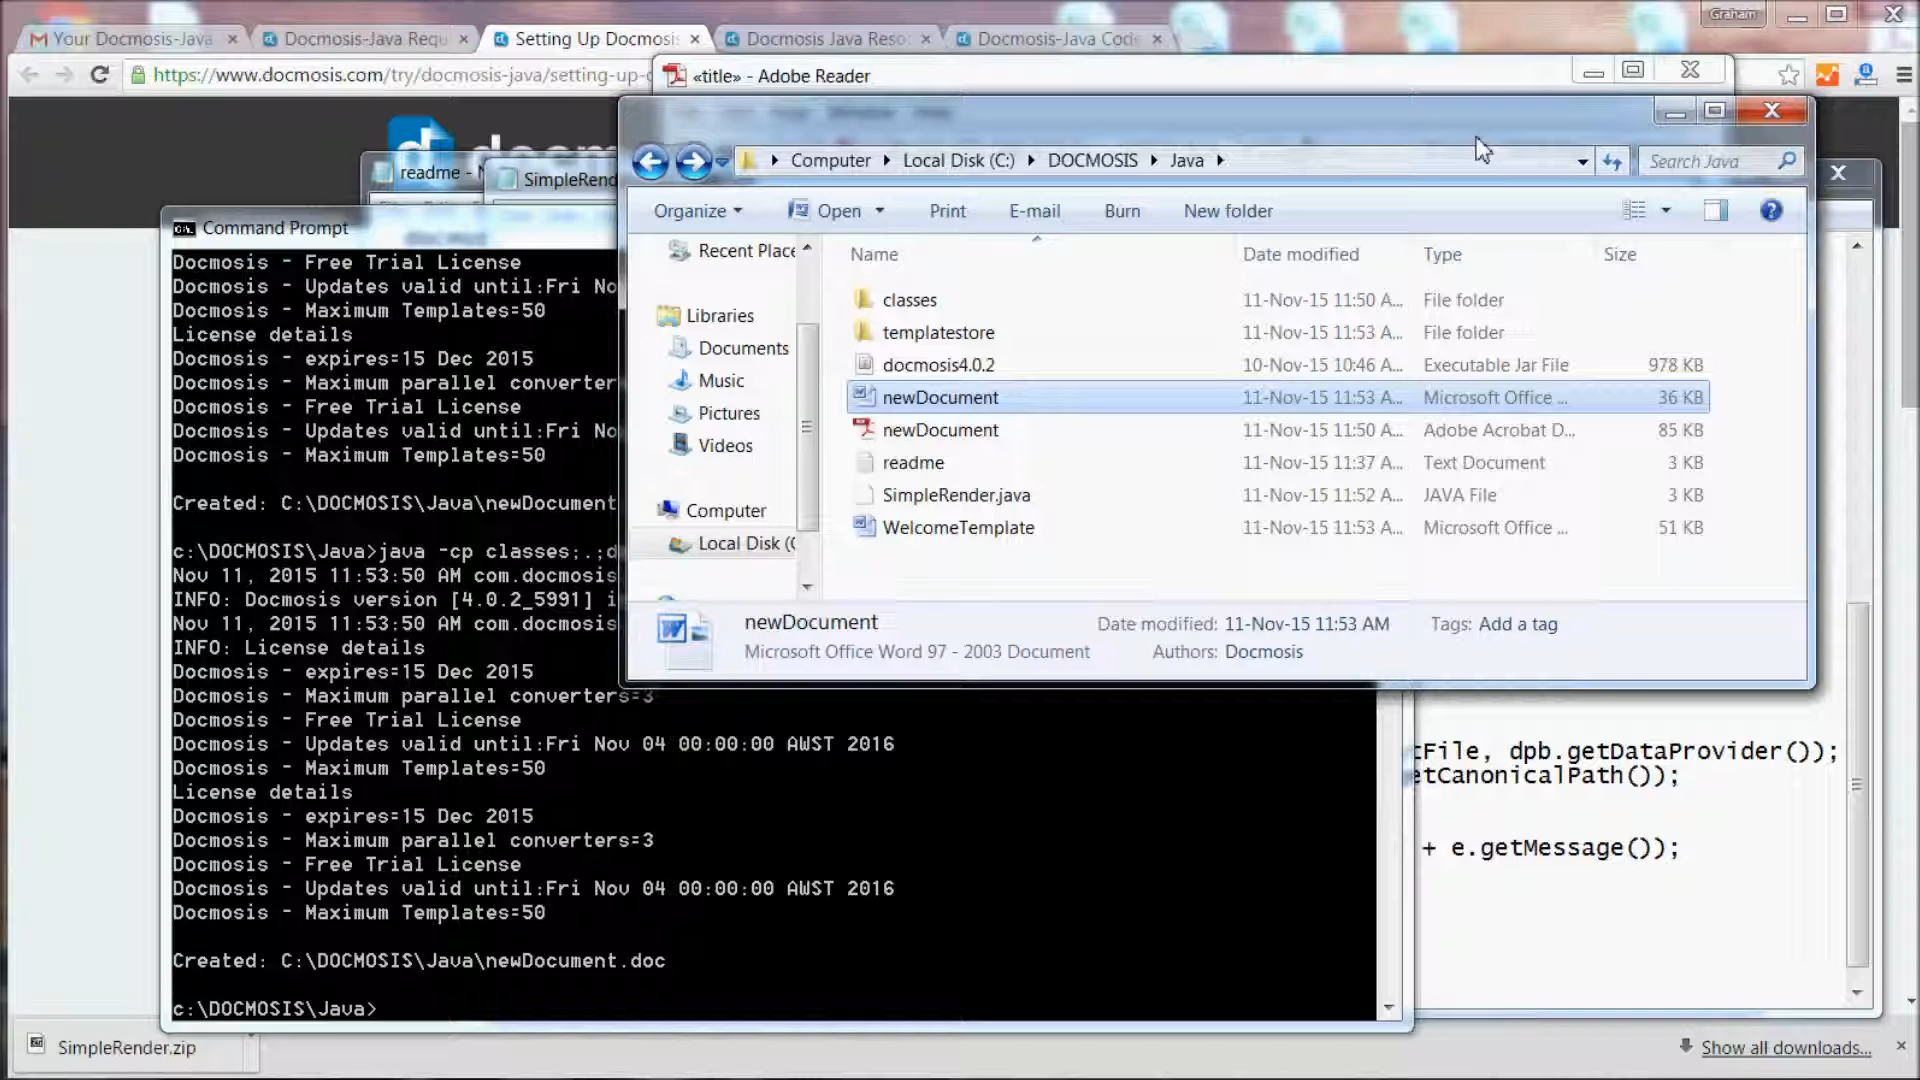 Graham
Your Docmosis-Java
Docmosis-Java Requ
Setting Up Docmosis
Docmosis Java Reso
Docmosis-Java Code
https://www.docmosis.com/try/docmosis-java/setting-up-
«title» - Adobe Reader
Computer
Local Disk (C:)
DOCMOSIS
Java
Search Java
readme -
SimpleRend
Organize
Open
Print
E-mail
Burn
New folder
Recent Place
Libraries
Documents
Music
Pictures
Videos
Computer
Local Disk (
Name Date modified Type Size
classes 11-Nov-15 11:50 A... File folder
templatestore 11-Nov-15 11:53 A... File folder
docmosis4.0.2 10-Nov-15 10:46 A... Executable Jar File 978 KB
newDocument 11-Nov-15 11:53 A... Microsoft Office ... 36 KB
newDocument 11-Nov-15 11:50 A... Adobe Acrobat D... 85 KB
readme 11-Nov-15 11:37 A... Text Document 3 KB
SimpleRender.java 11-Nov-15 11:52 A... JAVA File 3 KB
WelcomeTemplate 11-Nov-15 11:53 A... Microsoft Office ... 51 KB
newDocument Date modified: 11-Nov-15 11:53 AM Tags: Add a tag
Microsoft Office Word 97 - 2003 Document Authors: Docmosis
Command Prompt
Docmosis - Free Trial License
Docmosis - Updates valid until:Fri No
Docmosis - Maximum Templates=50
License details
Docmosis - expires=15 Dec 2015
Docmosis - Maximum parallel converter
Docmosis - Free Trial License
Docmosis - Updates valid until:Fri No
Docmosis - Maximum Templates=50
Created: C:\DOCMOSIS\Java\newDocument
c:\DOCMOSIS\Java>java -cp classes;.;d
Nov 11, 2015 11:53:50 AM com.docmosis
INFO: Docmosis version [4.0.2_5991] i
Nov 11, 2015 11:53:50 AM com.docmosis
INFO: License details
Docmosis - expires=15 Dec 2015
Docmosis - Maximum parallel converters=3
Docmosis - Free Trial License
Docmosis - Updates valid until:Fri Nov 04 00:00:00 AWST 2016
Docmosis - Maximum Templates=50
License details
Docmosis - expires=15 Dec 2015
Docmosis - Maximum parallel converters=3
Docmosis - Free Trial License
Docmosis - Updates valid until:Fri Nov 04 00:00:00 AWST 2016
Docmosis - Maximum Templates=50
Created: C:\DOCMOSIS\Java\newDocument.doc
c:\DOCMOSIS\Java>
tFile, dpb.getDataProvider());
etCanonicalPath());
+ e.getMessage());
SimpleRender.zip
Show all downloads...